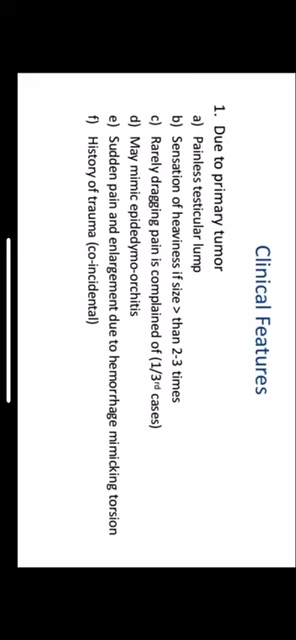 Clinical Features
1. Due to primary tumor
a) Painless testicular lump
b) Sensation of heaviness if size > than 2-3 times
c) Rarely dragging pain is complained of (1/3rd cases)
d) May mimic epidedymo-orchitis
e) Sudden pain and enlargement due to hemorrhage mimicking torsion
f) History of trauma (co-incidental)